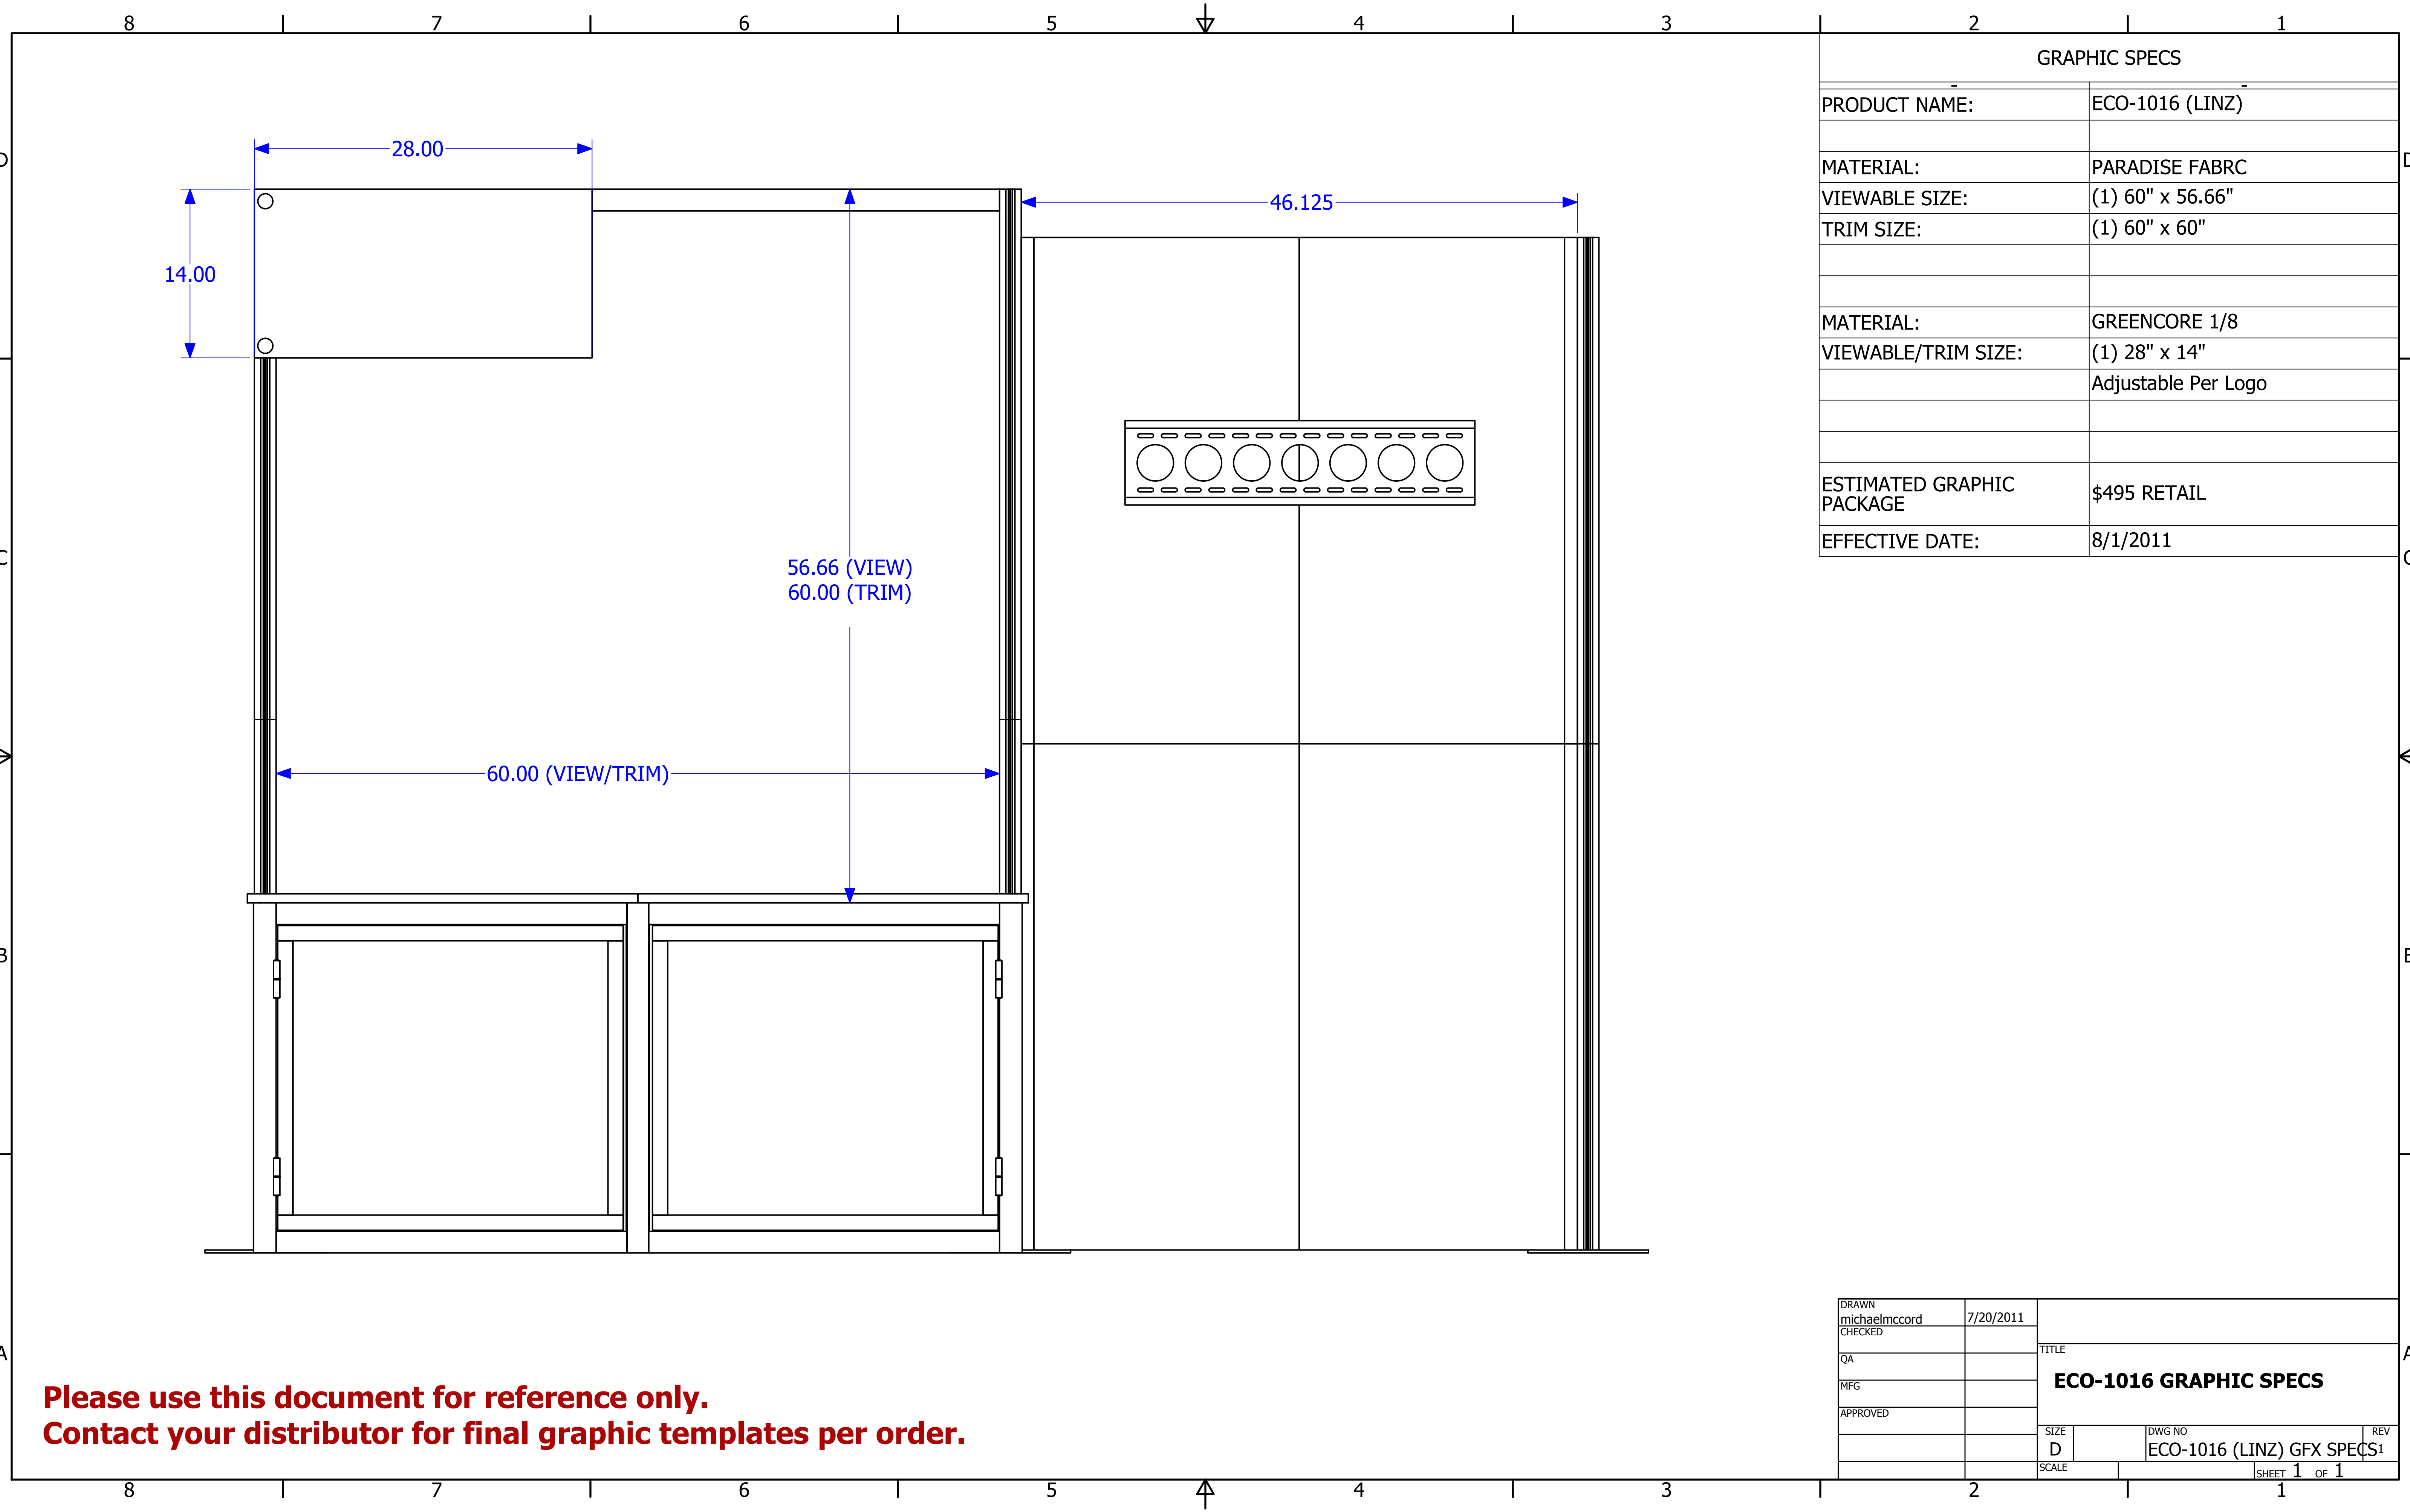 8 7 6 5 4 3 2 1
GRAPHIC SPECS
- -
PRODUCT NAME: ECO-1016 (LINZ)
MATERIAL: PARADISE FABRC
VIEWABLE SIZE: (1) 60" x 56.66"
TRIM SIZE: (1) 60" x 60"
MATERIAL: GREENCORE 1/8
VIEWABLE/TRIM SIZE: (1) 28" x 14"
Adjustable Per Logo
ESTIMATED GRAPHIC
PACKAGE
$495 RETAIL
EFFECTIVE DATE: 8/1/2011
28.00
46.125
14.00
56.66 (VIEW)
60.00 (TRIM)
60.00 (VIEW/TRIM)
D D
C C
B B
A A
Please use this document for reference only.
Contact your distributor for final graphic templates per order.
DRAWN
michaelmccord 7/20/2011
CHECKED
QA
MFG
APPROVED
TITLE
ECO-1016 GRAPHIC SPECS
SIZE
D
DWG NO
ECO-1016 (LINZ) GFX SPECS
REV
1
SCALE
SHEET 1 OF 1
8 7 6 5 4 3 2 1